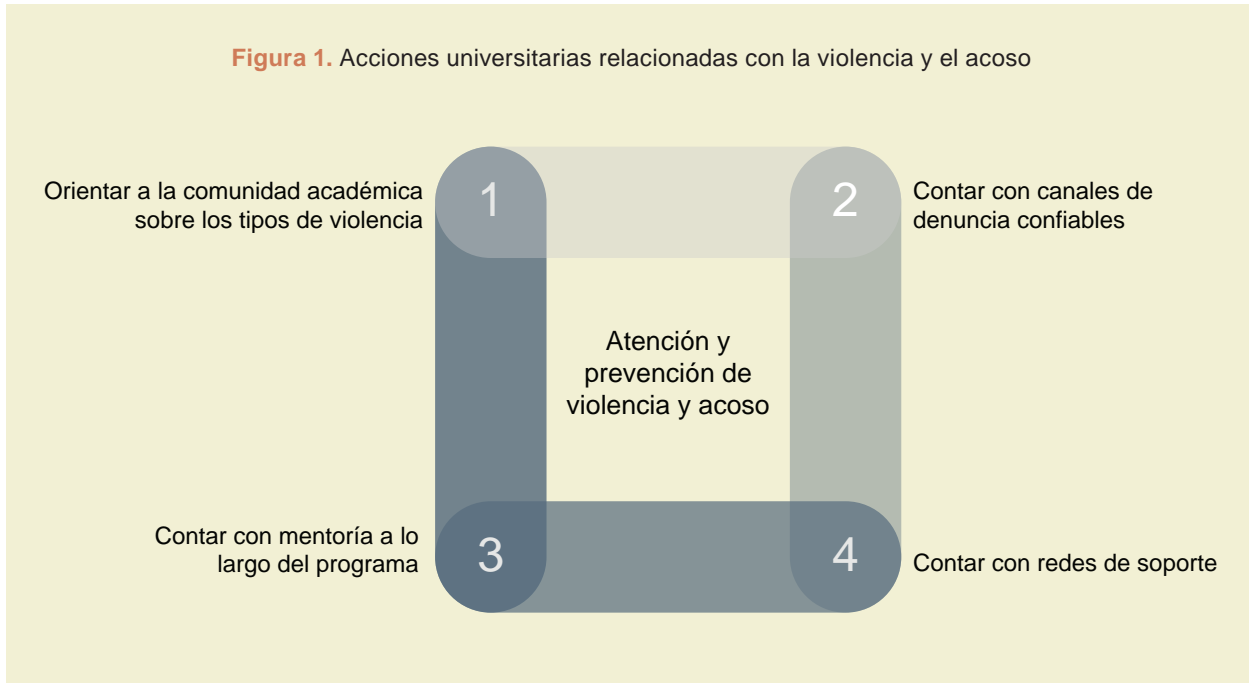 Figura 1. Acciones universitarias relacionadas con la violencia y el acoso
1
Orientar a la comunidad académica
sobre los tipos de violencia
2
Contar con canales de
denuncia confiables
Atención y
prevención de
violencia y acoso
3
Contar con mentoría a lo
largo del programa
4
Contar con redes de soporte